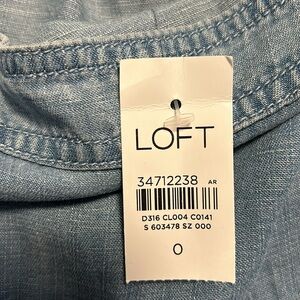 LOFT
34712238 AR
D316 CL004 C0141
S 603478 SZ 000
0